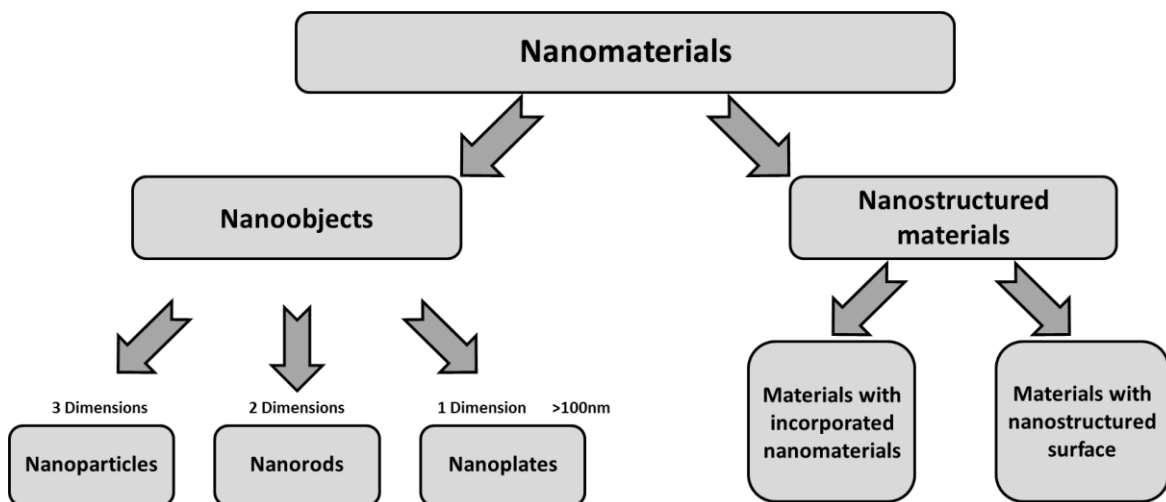 Nanomaterials
Nanoobjects
Nanostructured
materials
3 Dimensions
2 Dimensions
1 Dimension >100nm
Nanoparticles
Nanorods
Nanoplates
Materials with
incorporated
nanomaterials
Materials with
nanostructured
surface